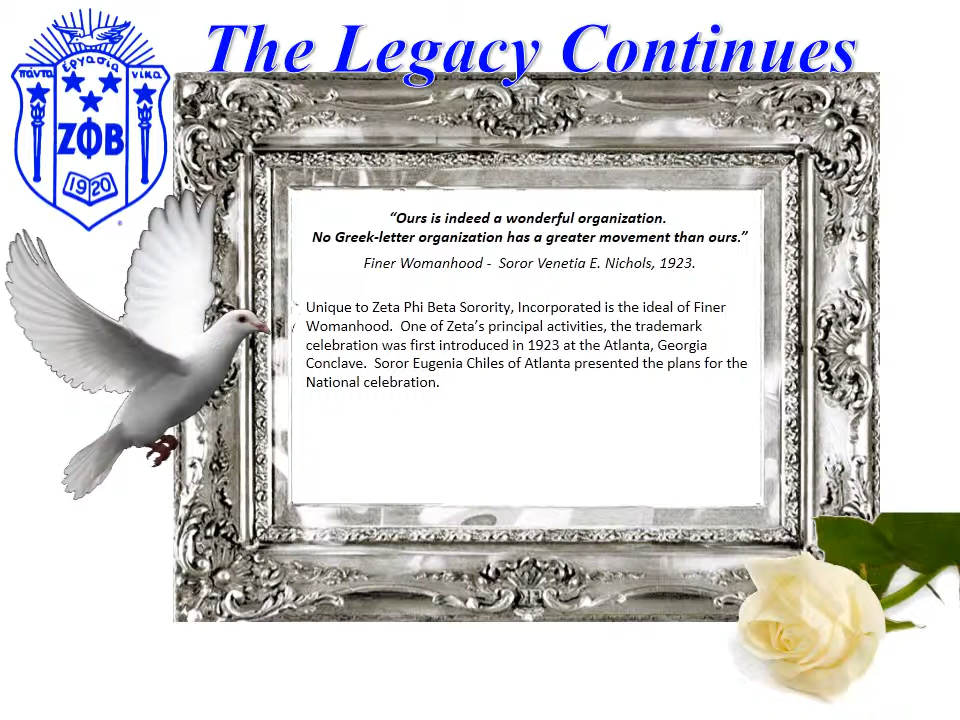 The Legacy Continues
πάντα
ἐργασία
νικᾷ
ΖΦΒ
1920
“Ours is indeed a wonderful organization.
No Greek-letter organization has a greater movement than ours.”
Finer Womanhood - Soror Venetia E. Nichols, 1923.
Unique to Zeta Phi Beta Sorority, Incorporated is the ideal of Finer
Womanhood. One of Zeta’s principal activities, the trademark
celebration was first introduced in 1923 at the Atlanta, Georgia
Conclave. Soror Eugenia Chiles of Atlanta presented the plans for the
National celebration.